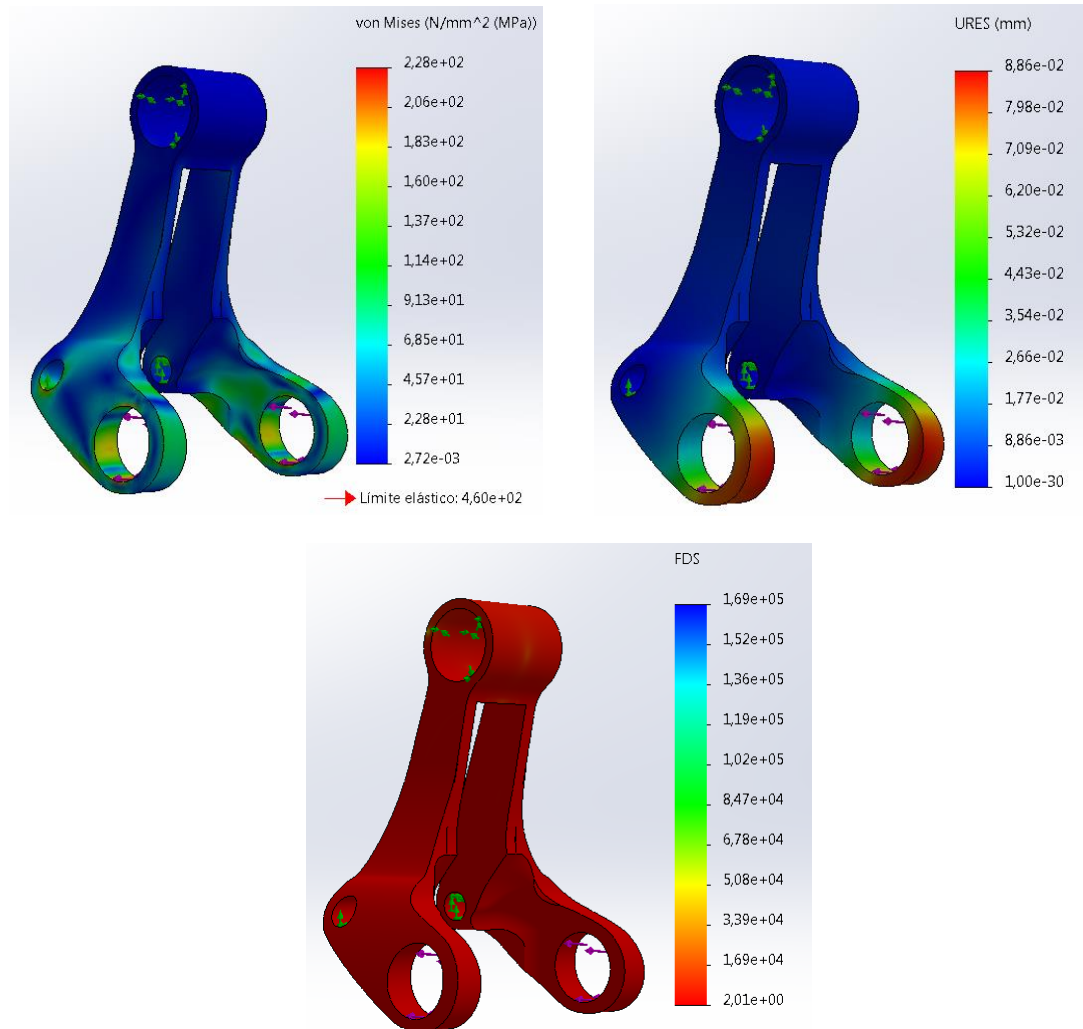 von Mises (N/mm^2 (MPa))
2,28e+02
2,06e+02
1,83e+02
1,60e+02
1,37e+02
1,14e+02
9,13e+01
6,85e+01
4,57e+01
2,28e+01
2,72e-03
Límite elástico: 4,60e+02
URES (mm)
8,86e-02
7,98e-02
7,09e-02
6,20e-02
5,32e-02
4,43e-02
3,54e-02
2,66e-02
1,77e-02
8,86e-03
1,00e-30
FDS
1,69e+05
1,52e+05
1,36e+05
1,19e+05
1,02e+05
8,47e+04
6,78e+04
5,08e+04
3,39e+04
1,69e+04
2,01e+00